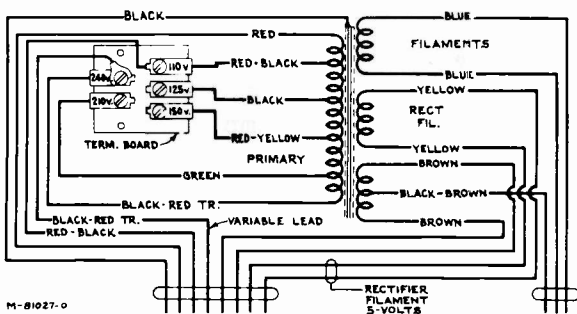 BLACK
BLUE
RED
FILAMENTS
RED-BLACK
110V.
240V.
BLUE
YELLOW
125V.
BLACK
210V.
RECT
FIL.
150V.
RED-YELLOW
TERM. BOARD
PRIMARY
YELLOW
BROWN
GREEN
BLACK-BROWN
BLACK-RED TR.
BLACK-RED TR.
VARIABLE LEAD
BROWN
RED-BLACK
RECTIFIER
FILAMENT
5-VOLTS
M-81027-0